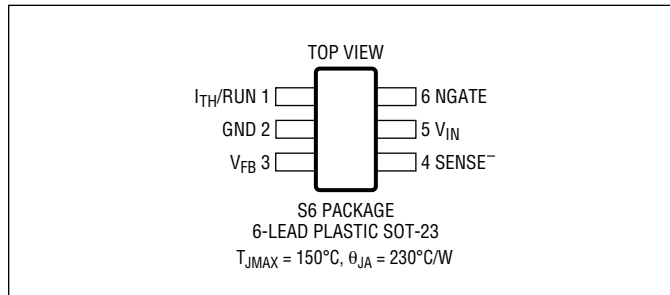 TOP VIEW
I_TH/RUN 1
6 NGATE
GND 2
5 V_IN
V_FB 3
4 SENSE⁻
S6 PACKAGE
6-LEAD PLASTIC SOT-23
T_JMAX = 150°C, θ_JA = 230°C/W